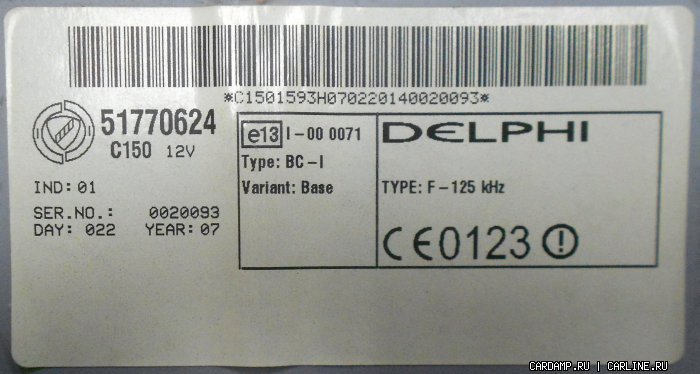 *C1501593H070220140020093*
51770624
C150 12V
IND: 01
SER.NO.: 0020093
DAY: 022 YEAR: 07
e13 I-00 0071
Type: BC-I
Variant: Base
DELPHI
TYPE: F-125 kHz
CE0123
CARDAMP.RU | CARLINE.RU